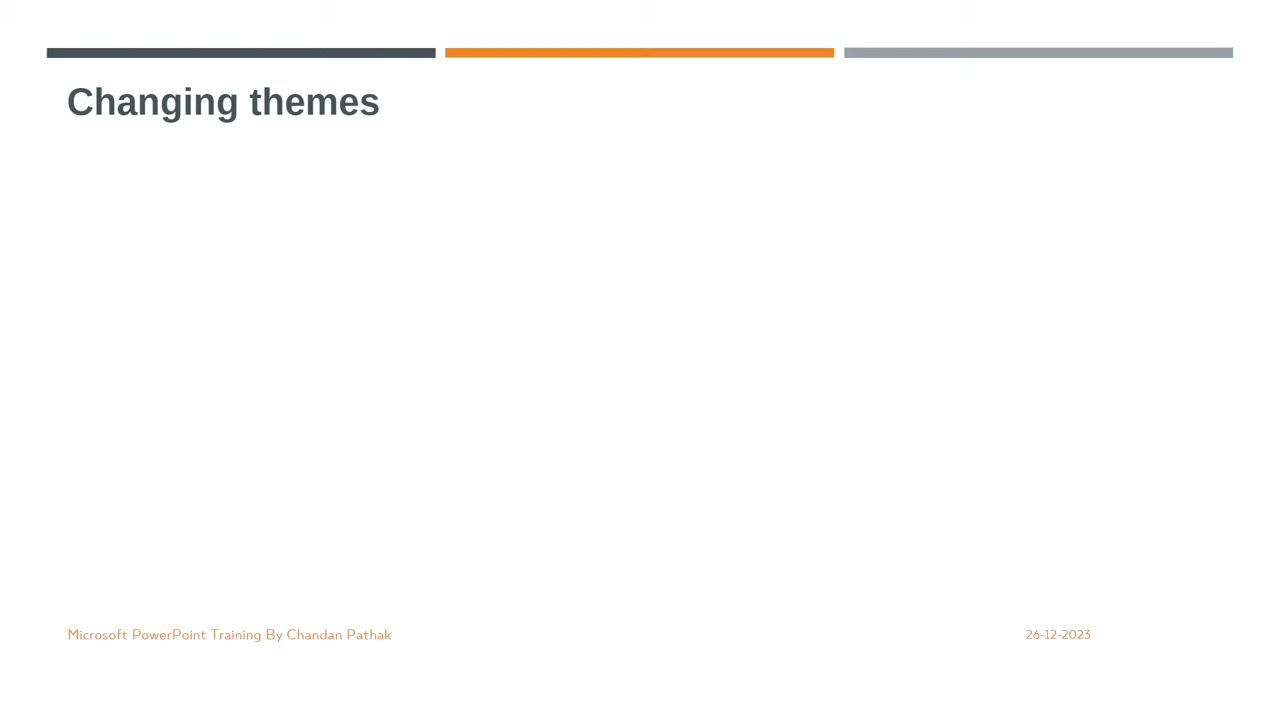 Changing themes
Microsoft PowerPoint Training By Chandan Pathak
26-12-2023